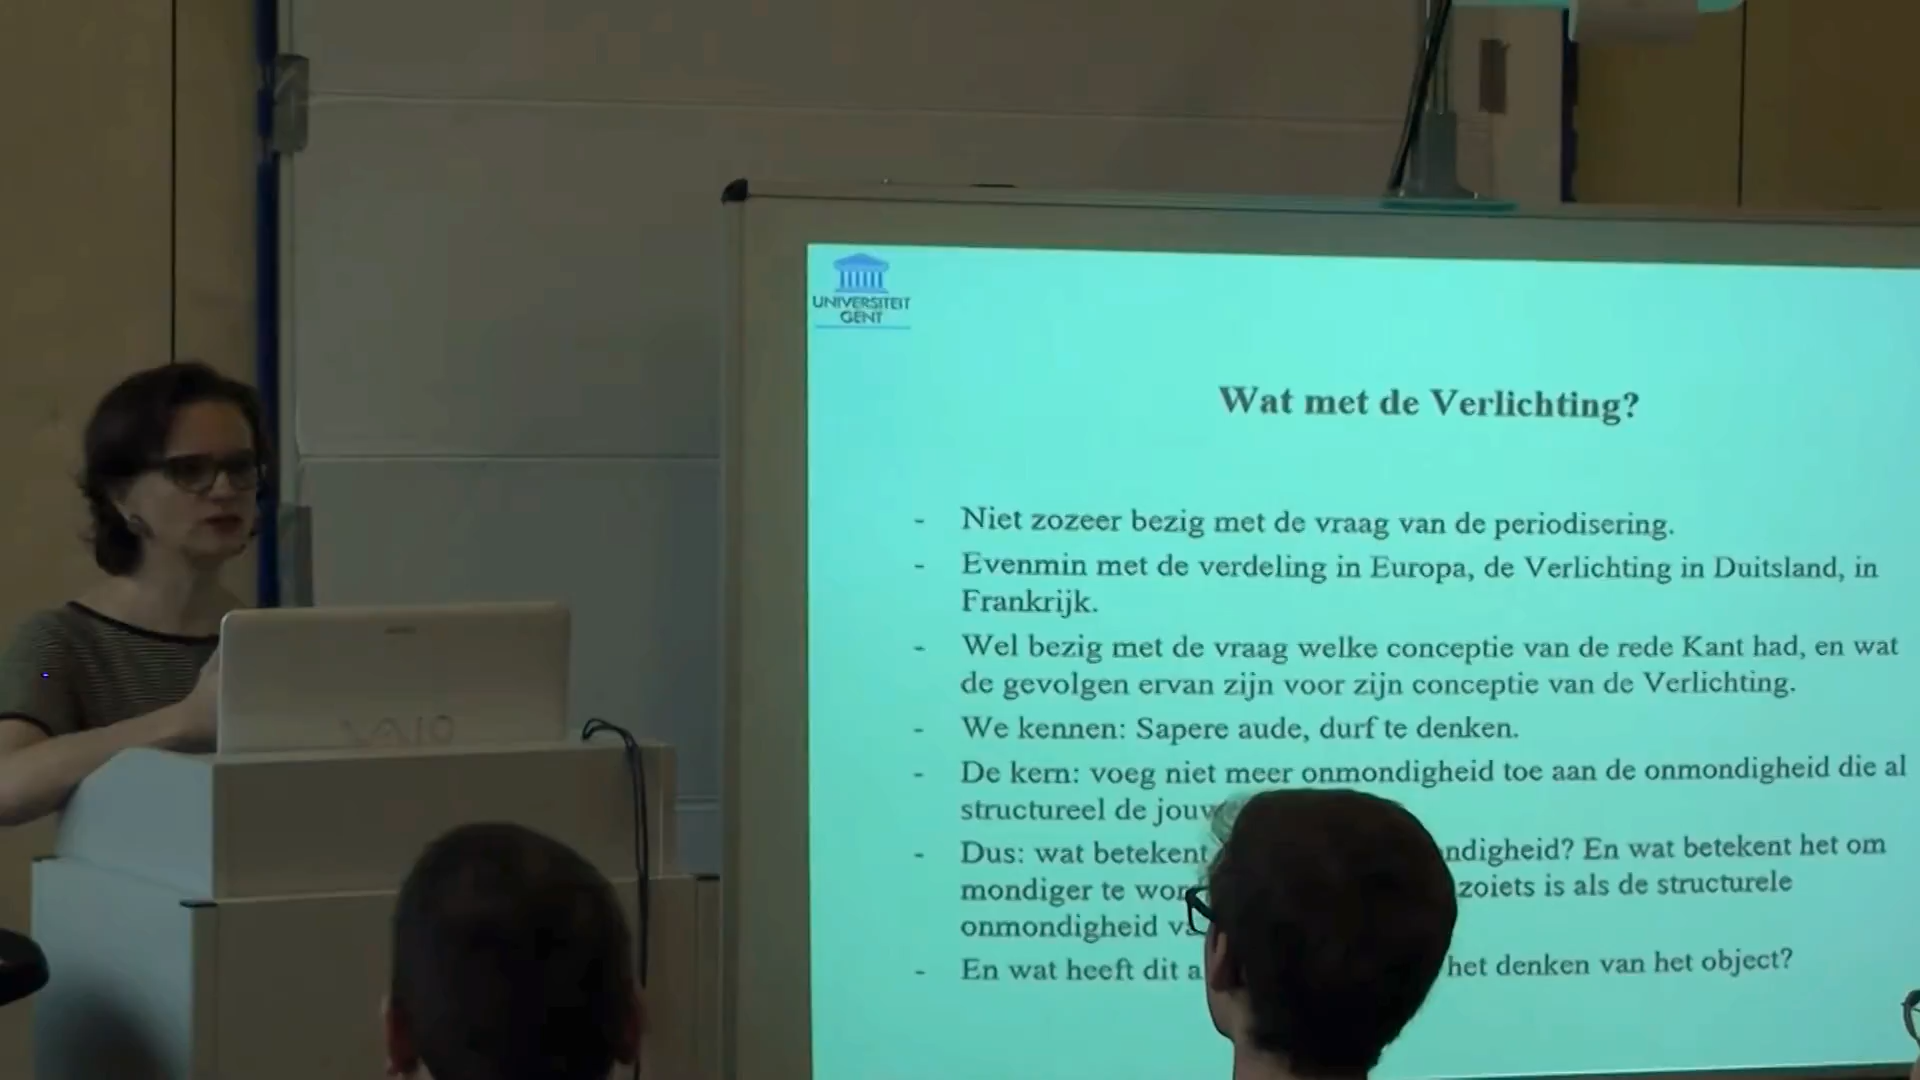 UNIVERSITEIT
GENT
Wat met de Verlichting?
- Niet zozeer bezig met de vraag van de periodisering.
- Evenmin met de verdeling in Europa, de Verlichting in Duitsland, in
Frankrijk.
- Wel bezig met de vraag welke conceptie van de rede Kant had, en wat
de gevolgen ervan zijn voor zijn conceptie van de Verlichting.
- We kennen: Sapere aude, durf te denken.
- De kern: voeg niet meer onmondigheid toe aan de onmondigheid die al
structureel de
- Dus: wat betekent ? En wat betekent het om
mondiger te zoiets is als de structurele
onmondigheid
- En wat heeft dit het denken van het object?
VAIO